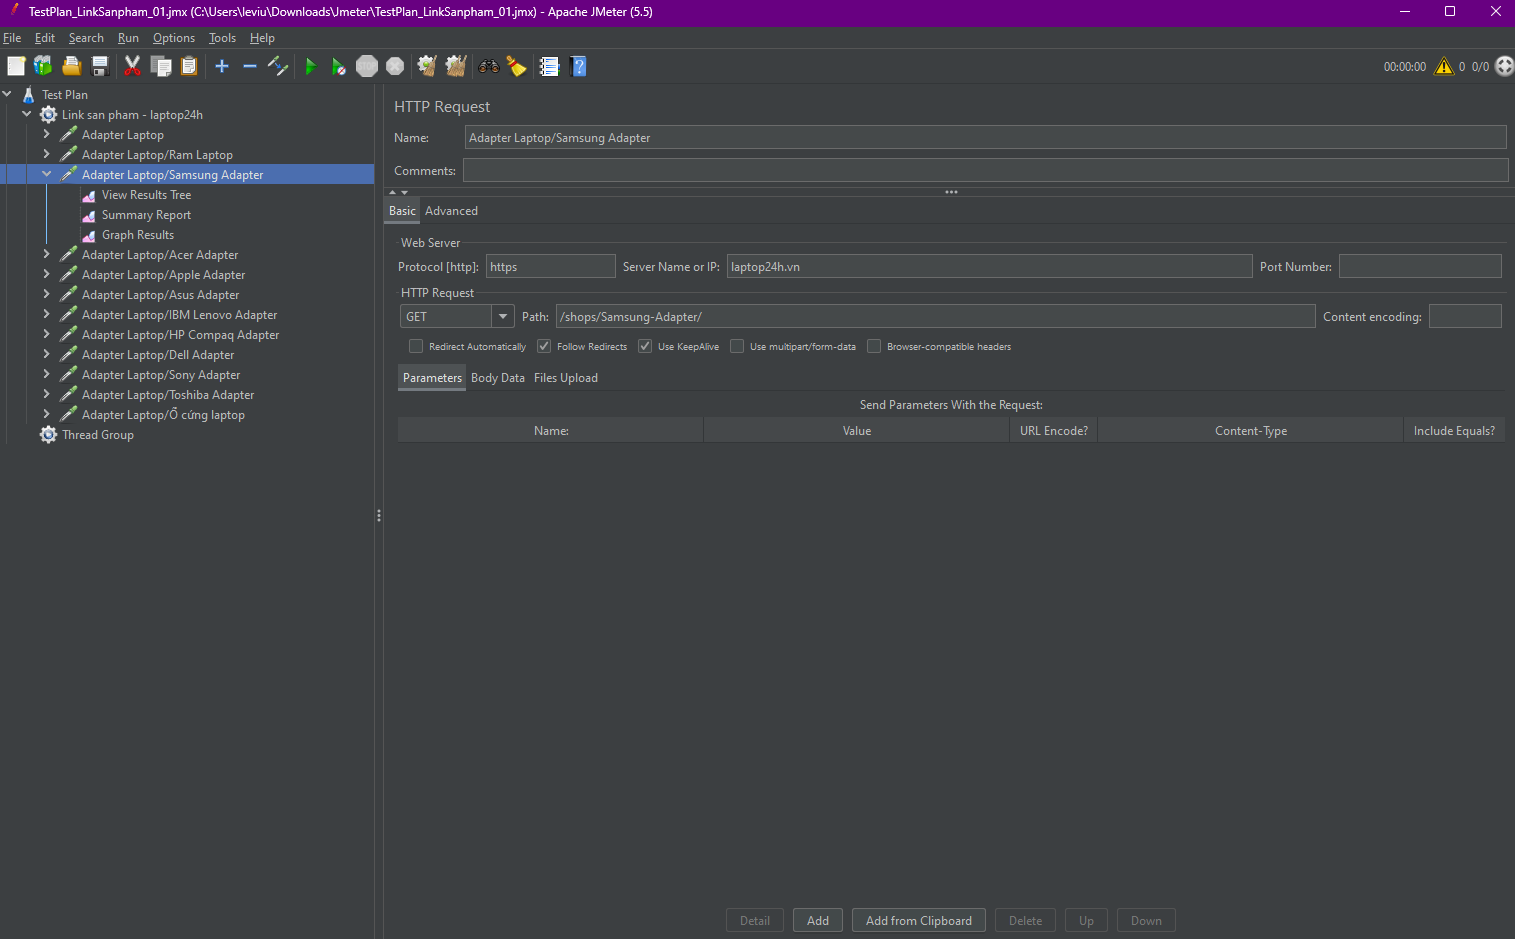 TestPlan_LinkSanpham_01.jmx (C:\Users\leviu\Downloads\Jmeter\TestPlan_LinkSanpham_01.jmx) - Apache JMeter (5.5)
File Edit Search Run Options Tools Help
STOP
00:00:00 0 0/0
Test Plan
Link san pham - laptop24h
Adapter Laptop
Adapter Laptop/Ram Laptop
Adapter Laptop/Samsung Adapter
View Results Tree
Summary Report
Graph Results
Adapter Laptop/Acer Adapter
Adapter Laptop/Apple Adapter
Adapter Laptop/Asus Adapter
Adapter Laptop/IBM Lenovo Adapter
Adapter Laptop/HP Compaq Adapter
Adapter Laptop/Dell Adapter
Adapter Laptop/Sony Adapter
Adapter Laptop/Toshiba Adapter
Adapter Laptop/Ổ cứng laptop
Thread Group
HTTP Request
Name: Adapter Laptop/Samsung Adapter
Comments:
Basic Advanced
Web Server
Protocol [http]: https Server Name or IP: laptop24h.vn Port Number:
HTTP Request
GET Path: /shops/Samsung-Adapter/ Content encoding:
Redirect Automatically Follow Redirects Use KeepAlive Use multipart/form-data Browser-compatible headers
Parameters Body Data Files Upload
Send Parameters With the Request:
Name: Value URL Encode? Content-Type Include Equals?
Detail Add Add from Clipboard Delete Up Down